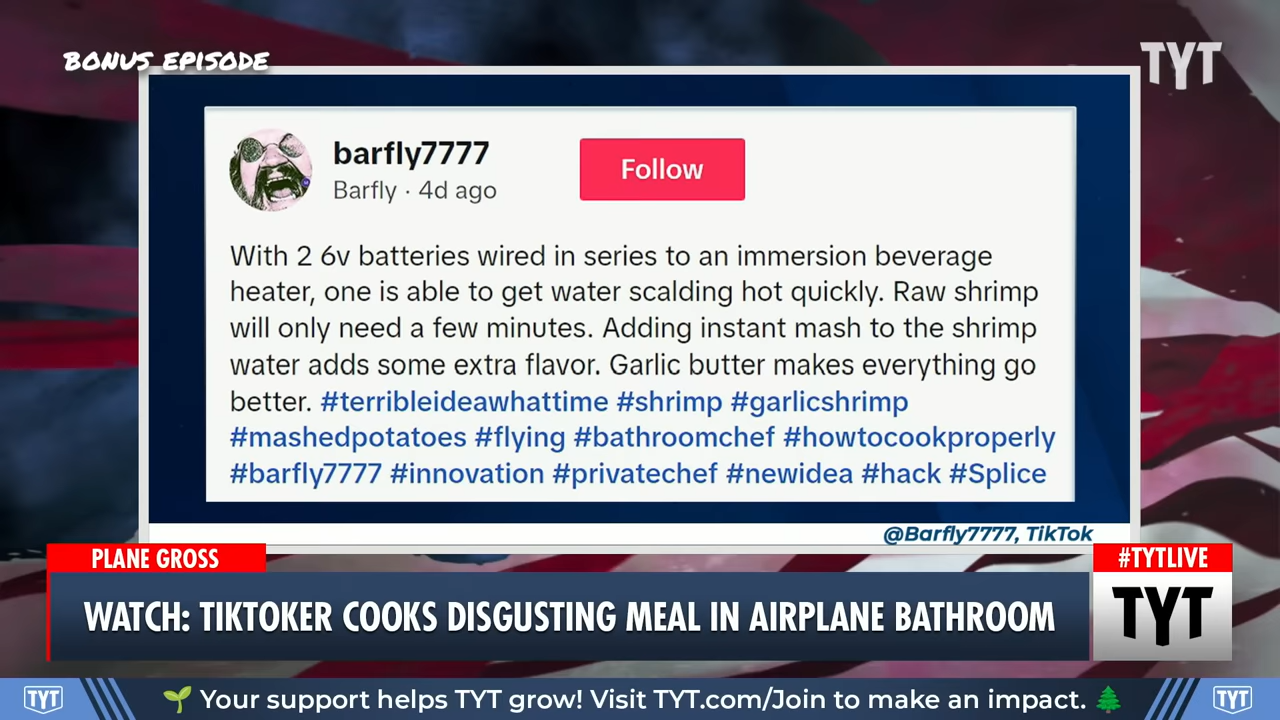 BONUS EPISODE
TYT
barfly7777
Barfly · 4d ago
Follow
With 2 6v batteries wired in series to an immersion beverage
heater, one is able to get water scalding hot quickly. Raw shrimp
will only need a few minutes. Adding instant mash to the shrimp
water adds some extra flavor. Garlic butter makes everything go
better. #terribleideawhattime #shrimp #garlicshrimp
#mashedpotatoes #flying #bathroomchef #howtocookproperly
#barfly7777 #innovation #privatechef #newidea #hack #Splice
@Barfly7777, TikTok
PLANE GROSS
#TYTLIVE
WATCH: TIKTOKER COOKS DISGUSTING MEAL IN AIRPLANE BATHROOM
TYT
TYT
🌱 Your support helps TYT grow! Visit TYT.com/Join to make an impact. 🌲
TYT